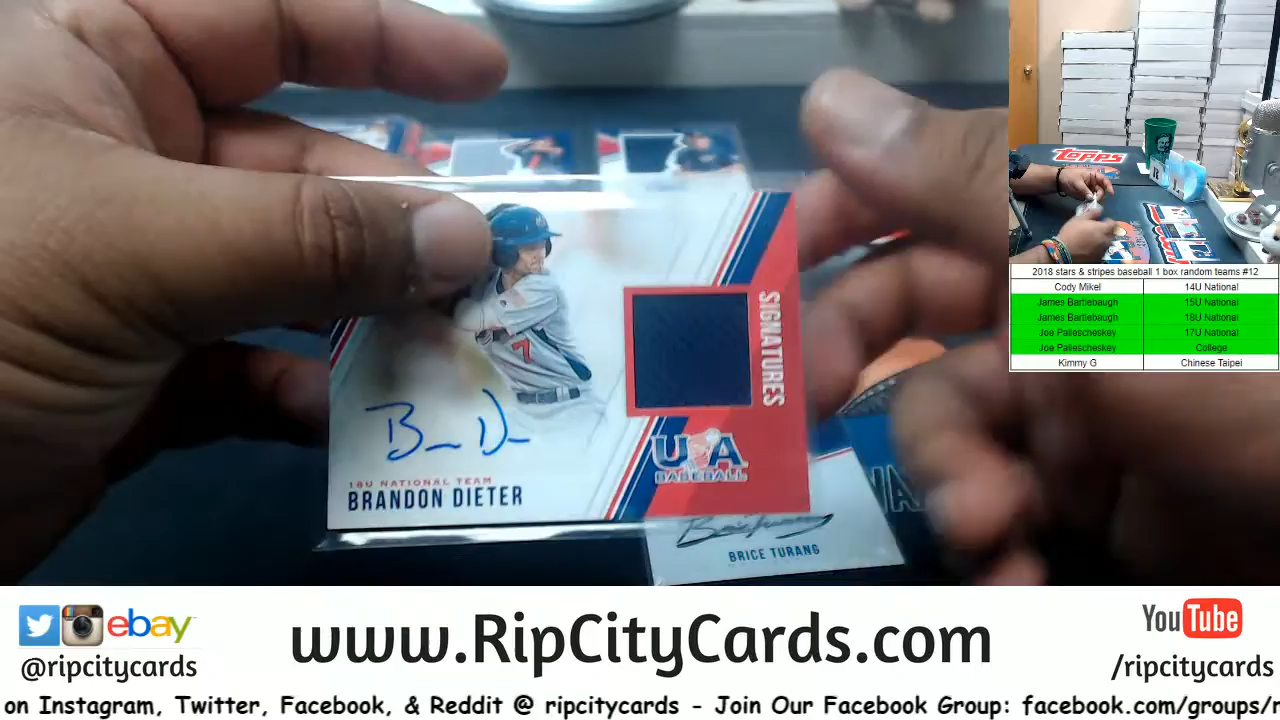 7
SIGNATURES
USA
BASEBALL
18U NATIONAL TEAM
BRANDON DIETER
BRICE TURANG
Topps
2018 stars & stripes baseball 1 box random teams #12
Cody Mikel 14U National
James Bartlebaugh 15U National
James Bartlebaugh 18U National
Joe Pallescheskey 17U National
Joe Pallescheskey College
Kimmy G Chinese Taipei
ebay
@ripcitycards
www.RipCityCards.com
YouTube
/ripcitycards
on Instagram, Twitter, Facebook, & Reddit @ ripcitycards - Join Our Facebook Group: facebook.com/groups/r